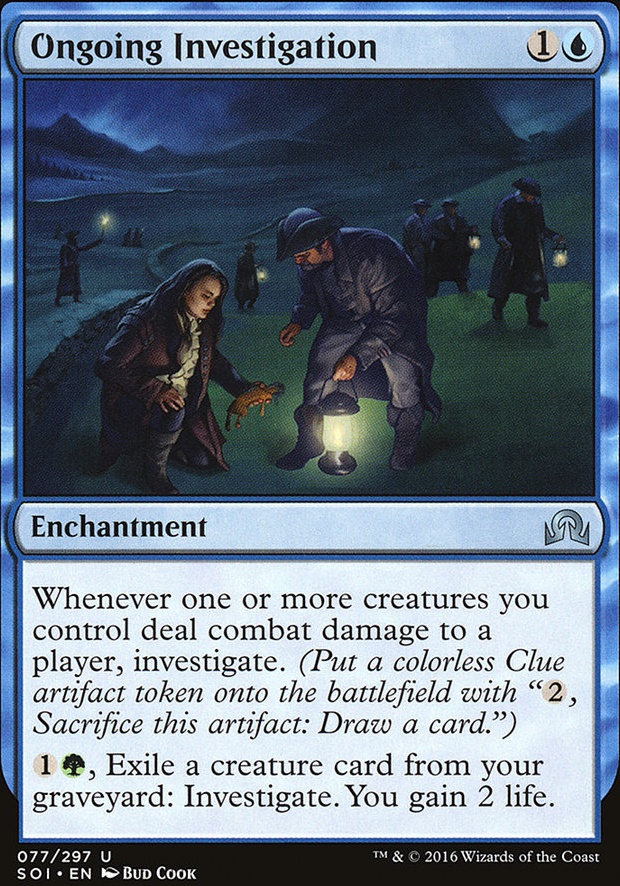 Ongoing Investigation 1
Enchantment
Whenever one or more creatures you
control deal combat damage to a
player, investigate. (Put a colorless Clue
artifact token onto the battlefield with “2,
Sacrifice this artifact: Draw a card.”)
1, Exile a creature card from your
graveyard: Investigate. You gain 2 life.
077/297 U
SOI • EN Bud Cook
™ & © 2016 Wizards of the Coast